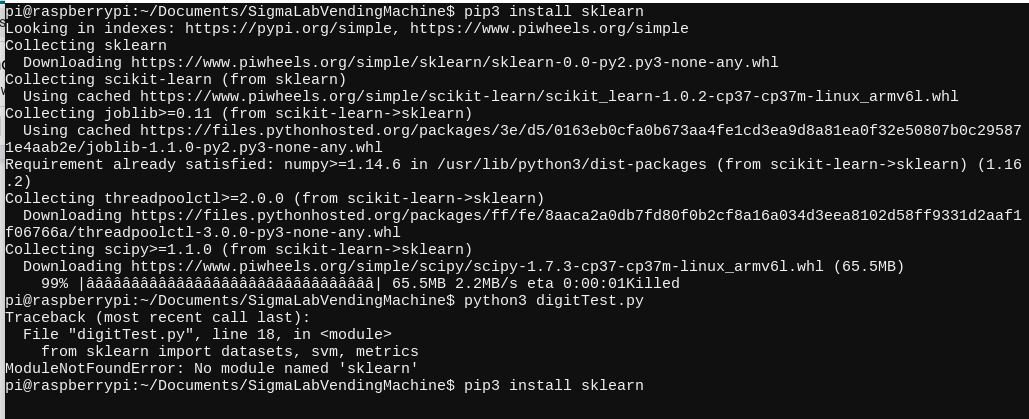 pi@raspberrypi:~/Documents/SigmaLabVendingMachine$ pip3 install sklearn
Looking in indexes: https://pypi.org/simple, https://www.piwheels.org/simple
Collecting sklearn
  Downloading https://www.piwheels.org/simple/sklearn/sklearn-0.0-py2.py3-none-any.whl
Collecting scikit-learn (from sklearn)
  Using cached https://www.piwheels.org/simple/scikit-learn/scikit_learn-1.0.2-cp37-cp37m-linux_armv6l.whl
Collecting joblib>=0.11 (from scikit-learn->sklearn)
  Using cached https://files.pythonhosted.org/packages/3e/d5/0163eb0cfa0b673aa4fe1cd3ea9d8a81ea0f32e50807b0c29587
1e4aab2e/joblib-1.1.0-py2.py3-none-any.whl
Requirement already satisfied: numpy>=1.14.6 in /usr/lib/python3/dist-packages (from scikit-learn->sklearn) (1.16
.2)
Collecting threadpoolctl>=2.0.0 (from scikit-learn->sklearn)
  Downloading https://files.pythonhosted.org/packages/ff/fe/8aaca2a0db7fd80f0b2cf8a16a034d3eea8102d58ff9331d2aaf1
f06766a/threadpoolctl-3.0.0-py3-none-any.whl
Collecting scipy>=1.1.0 (from scikit-learn->sklearn)
  Downloading https://www.piwheels.org/simple/scipy/scipy-1.7.3-cp37-cp37m-linux_armv6l.whl (65.5MB)
    99% |ââââââââââââââââââââââââââââââââ| 65.5MB 2.2MB/s eta 0:00:01Killed
pi@raspberrypi:~/Documents/SigmaLabVendingMachine$ python3 digitTest.py
Traceback (most recent call last):
  File "digitTest.py", line 18, in <module>
    from sklearn import datasets, svm, metrics
ModuleNotFoundError: No module named 'sklearn'
pi@raspberrypi:~/Documents/SigmaLabVendingMachine$ pip3 install sklearn